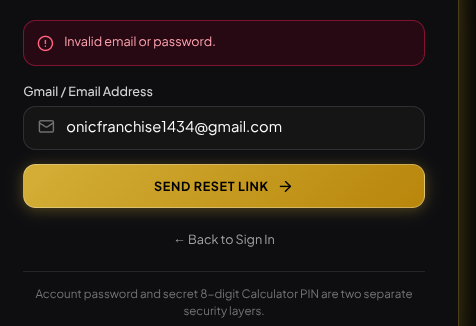 Invalid email or password.
Gmail / Email Address
onicfranchise1434@gmail.com
SEND RESET LINK →
← Back to Sign In
Account password and secret 8–digit Calculator PIN are two separate
security layers.